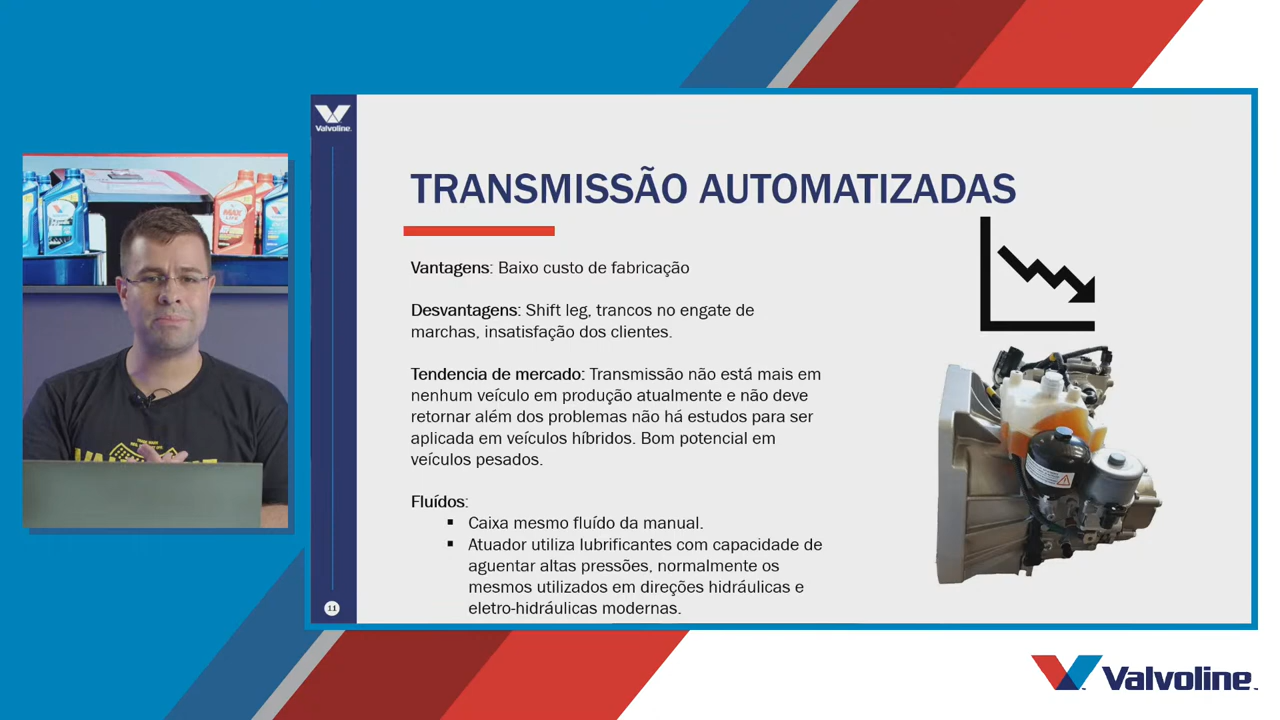 Valvoline
TRANSMISSÃO AUTOMATIZADAS
Vantagens: Baixo custo de fabricação
Desvantagens: Shift leg, trancos no engate de
marchas, insatisfação dos clientes.
Tendencia de mercado: Transmissão não está mais em
nenhum veículo em produção atualmente e não deve
retornar além dos problemas não há estudos para ser
aplicada em veículos híbridos. Bom potencial em
veículos pesados.
Fluídos:
▪ Caixa mesmo fluído da manual.
▪ Atuador utiliza lubrificantes com capacidade de
aguentar altas pressões, normalmente os
mesmos utilizados em direções hidráulicas e
eletro-hidráulicas modernas.
11
MAX
LIFE
Valvoline